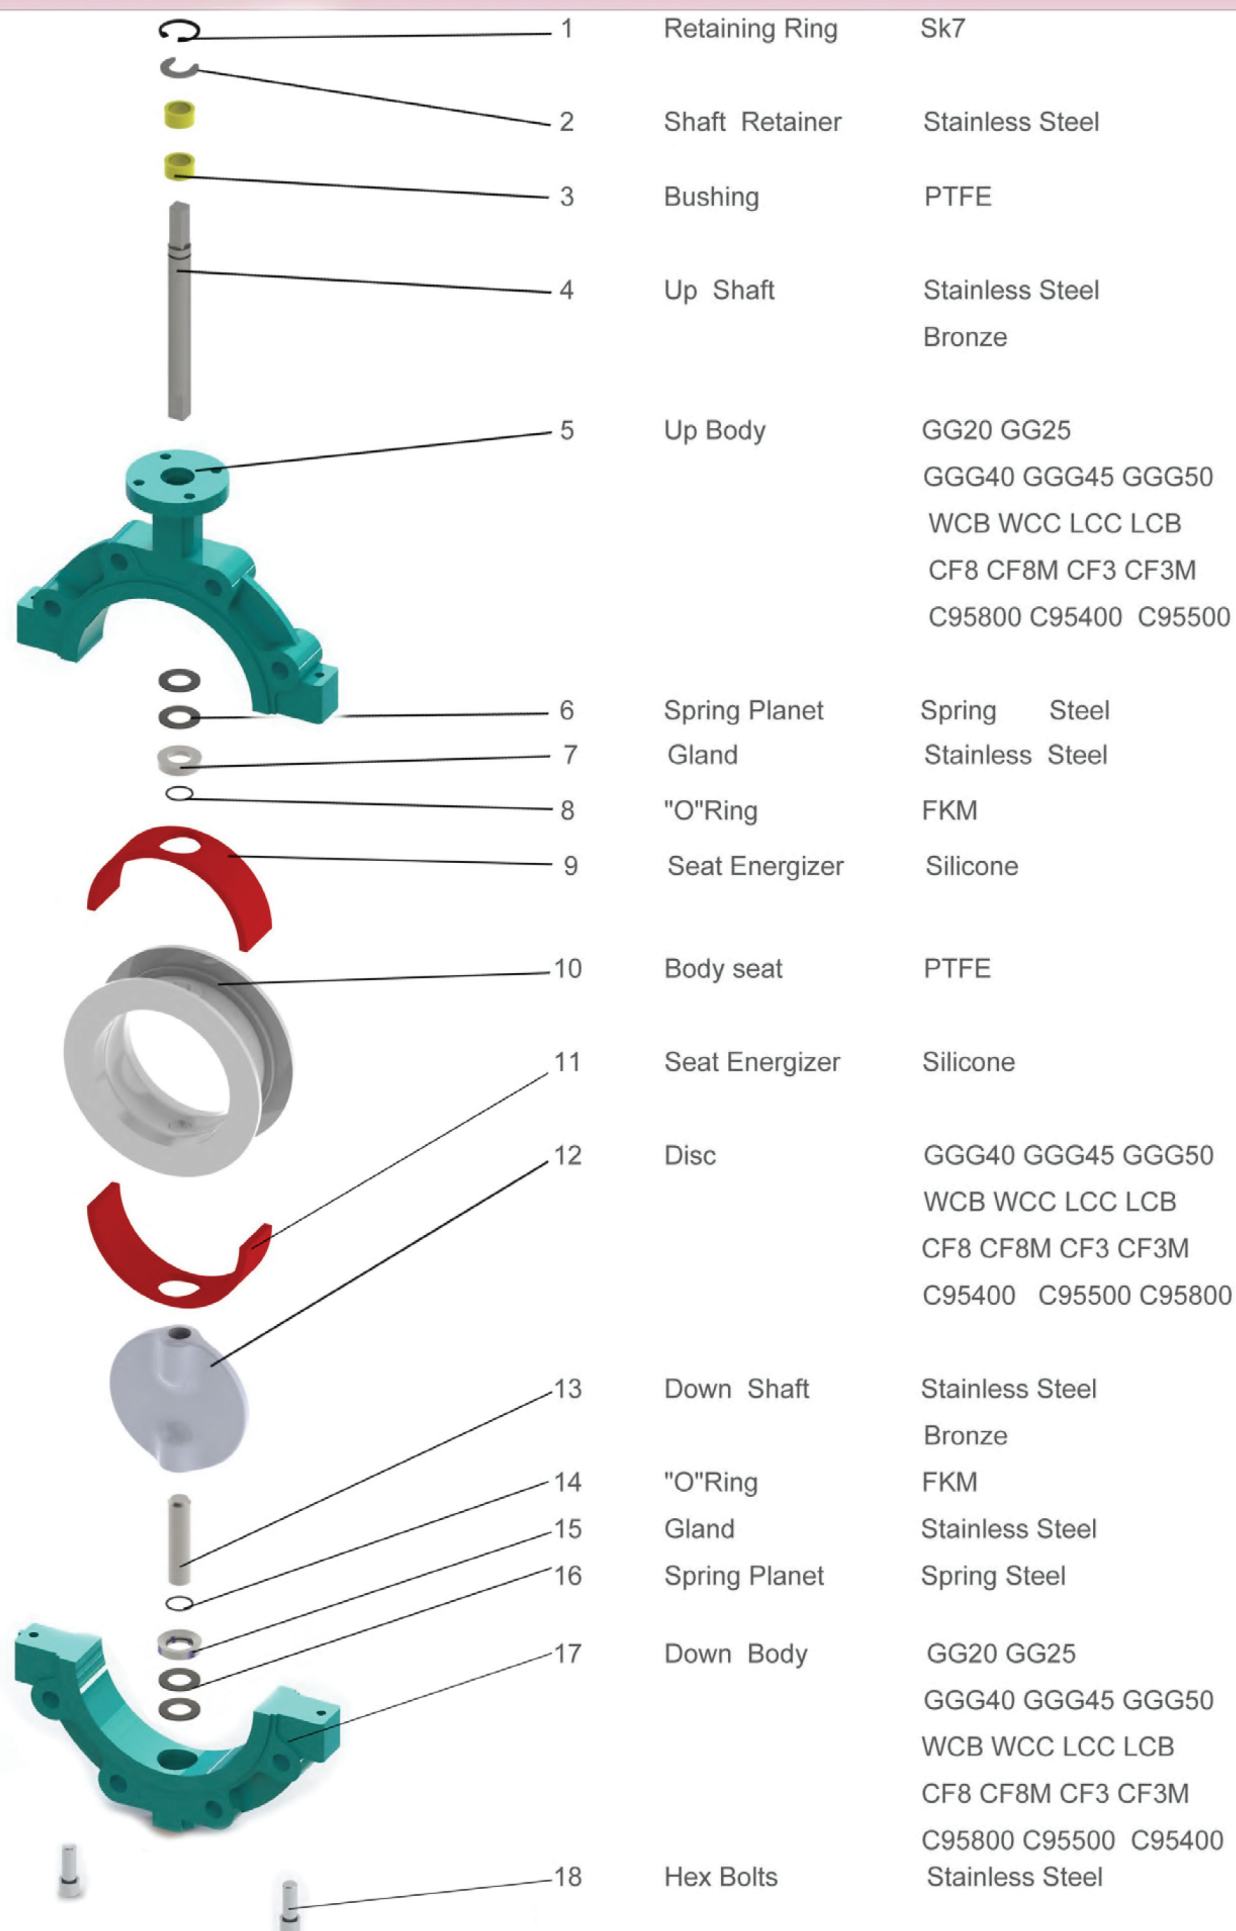 1 Retaining Ring Sk7
2 Shaft Retainer Stainless Steel
3 Bushing PTFE
4 Up Shaft Stainless Steel
Bronze
5 Up Body GG20 GG25
GGG40 GGG45 GGG50
WCB WCC LCC LCB
CF8 CF8M CF3 CF3M
C95800 C95400 C95500
6 Spring Planet Spring Steel
7 Gland Stainless Steel
8 "O"Ring FKM
9 Seat Energizer Silicone
10 Body seat PTFE
11 Seat Energizer Silicone
12 Disc GGG40 GGG45 GGG50
WCB WCC LCC LCB
CF8 CF8M CF3 CF3M
C95400 C95500 C95800
13 Down Shaft Stainless Steel
Bronze
14 "O"Ring FKM
15 Gland Stainless Steel
16 Spring Planet Spring Steel
17 Down Body GG20 GG25
GGG40 GGG45 GGG50
WCB WCC LCC LCB
CF8 CF8M CF3 CF3M
C95800 C95500 C95400
18 Hex Bolts Stainless Steel